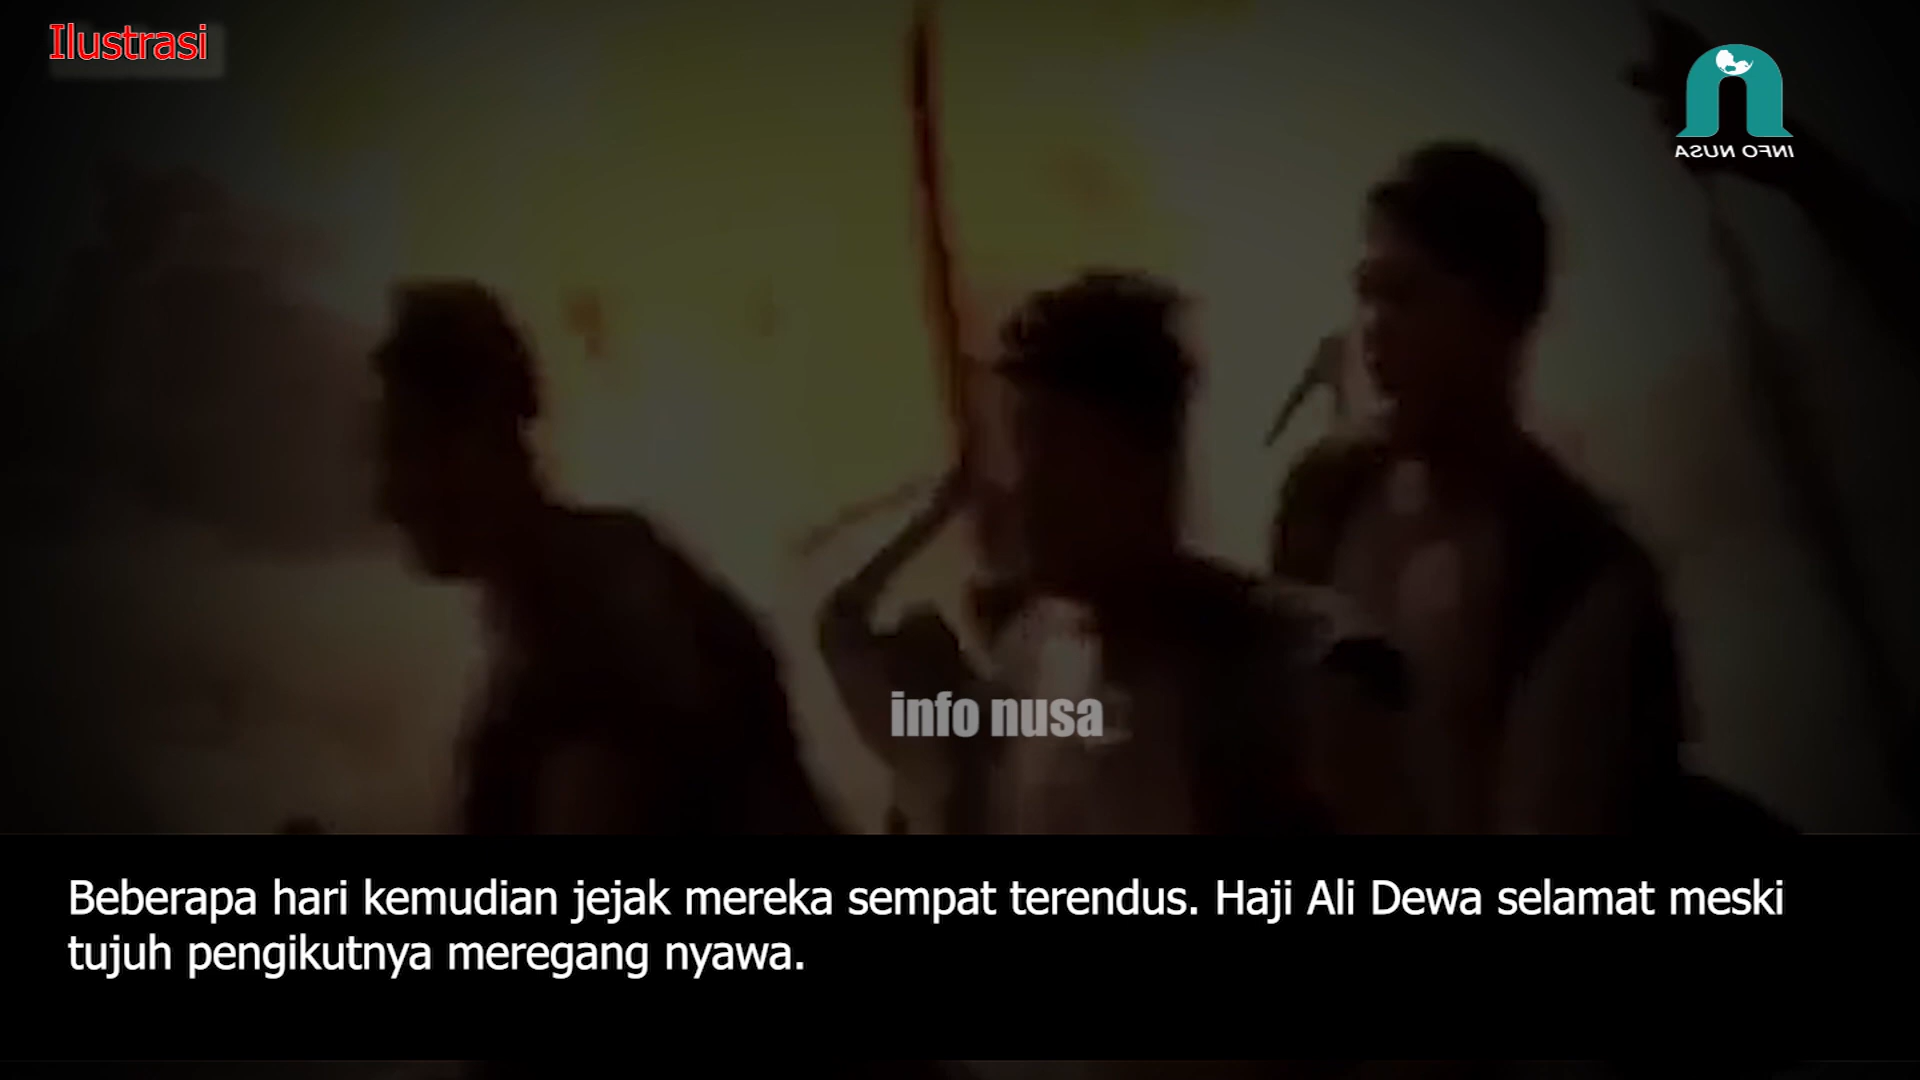 Ilustrasi
INFO NUSA
info nusa
Beberapa hari kemudian jejak mereka sempat terendus. Haji Ali Dewa selamat meski
tujuh pengikutnya meregang nyawa.